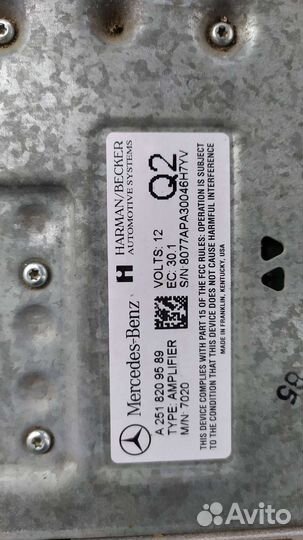 Mercedes-Benz
HARMAN/BECKER
AUTOMOTIVE SYSTEMS
A 251 820 95 89
TYPE: AMPLIFIER
M/N: 7020
VOLTS: 12
EC: 30.1
S/N: 8077APA30046H7YV
Q2
THIS DEVICE COMPLIES WITH PART 15 OF THE FCC RULES: OPERATION IS SUBJECT
TO THE CONDITION THAT THIS DEVICE DOES NOT CAUSE HARMFUL INTERFERENCE
MADE IN FRANKLIN, KENTUCKY, USA
Avito